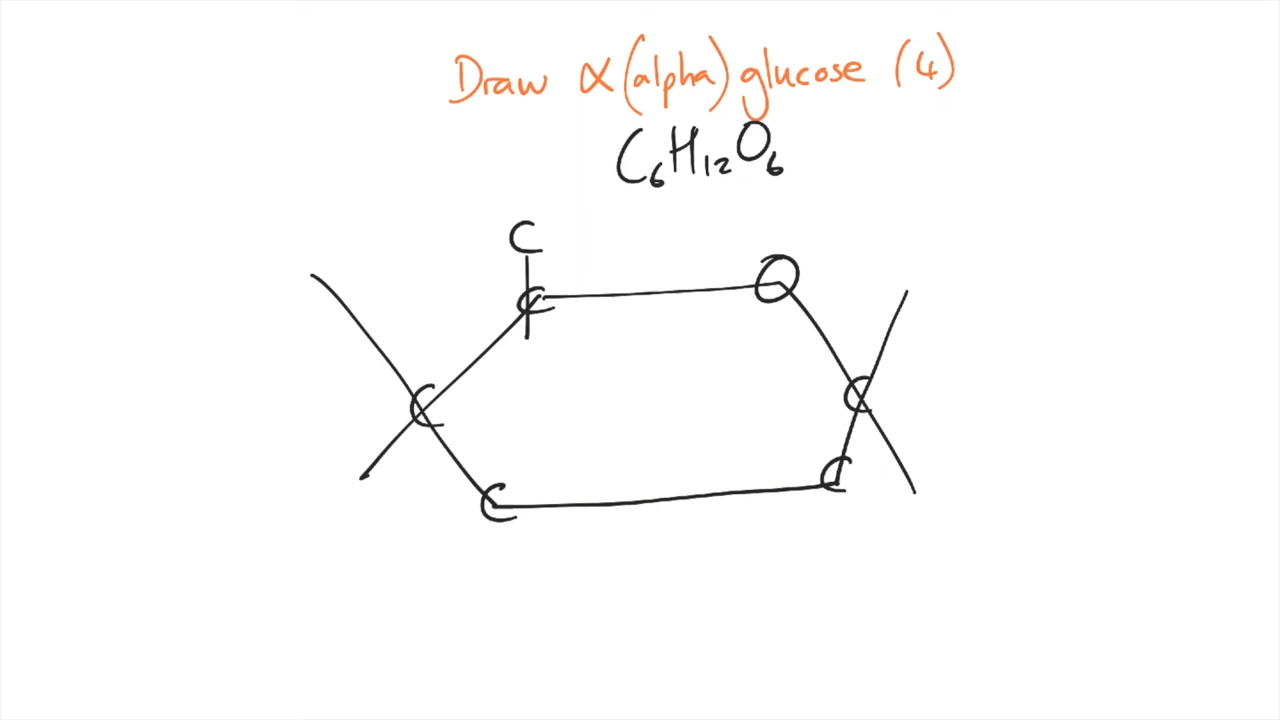 Draw α(alpha) glucose (4)
C₆H₁₂O₆
C
C O
C C
C C